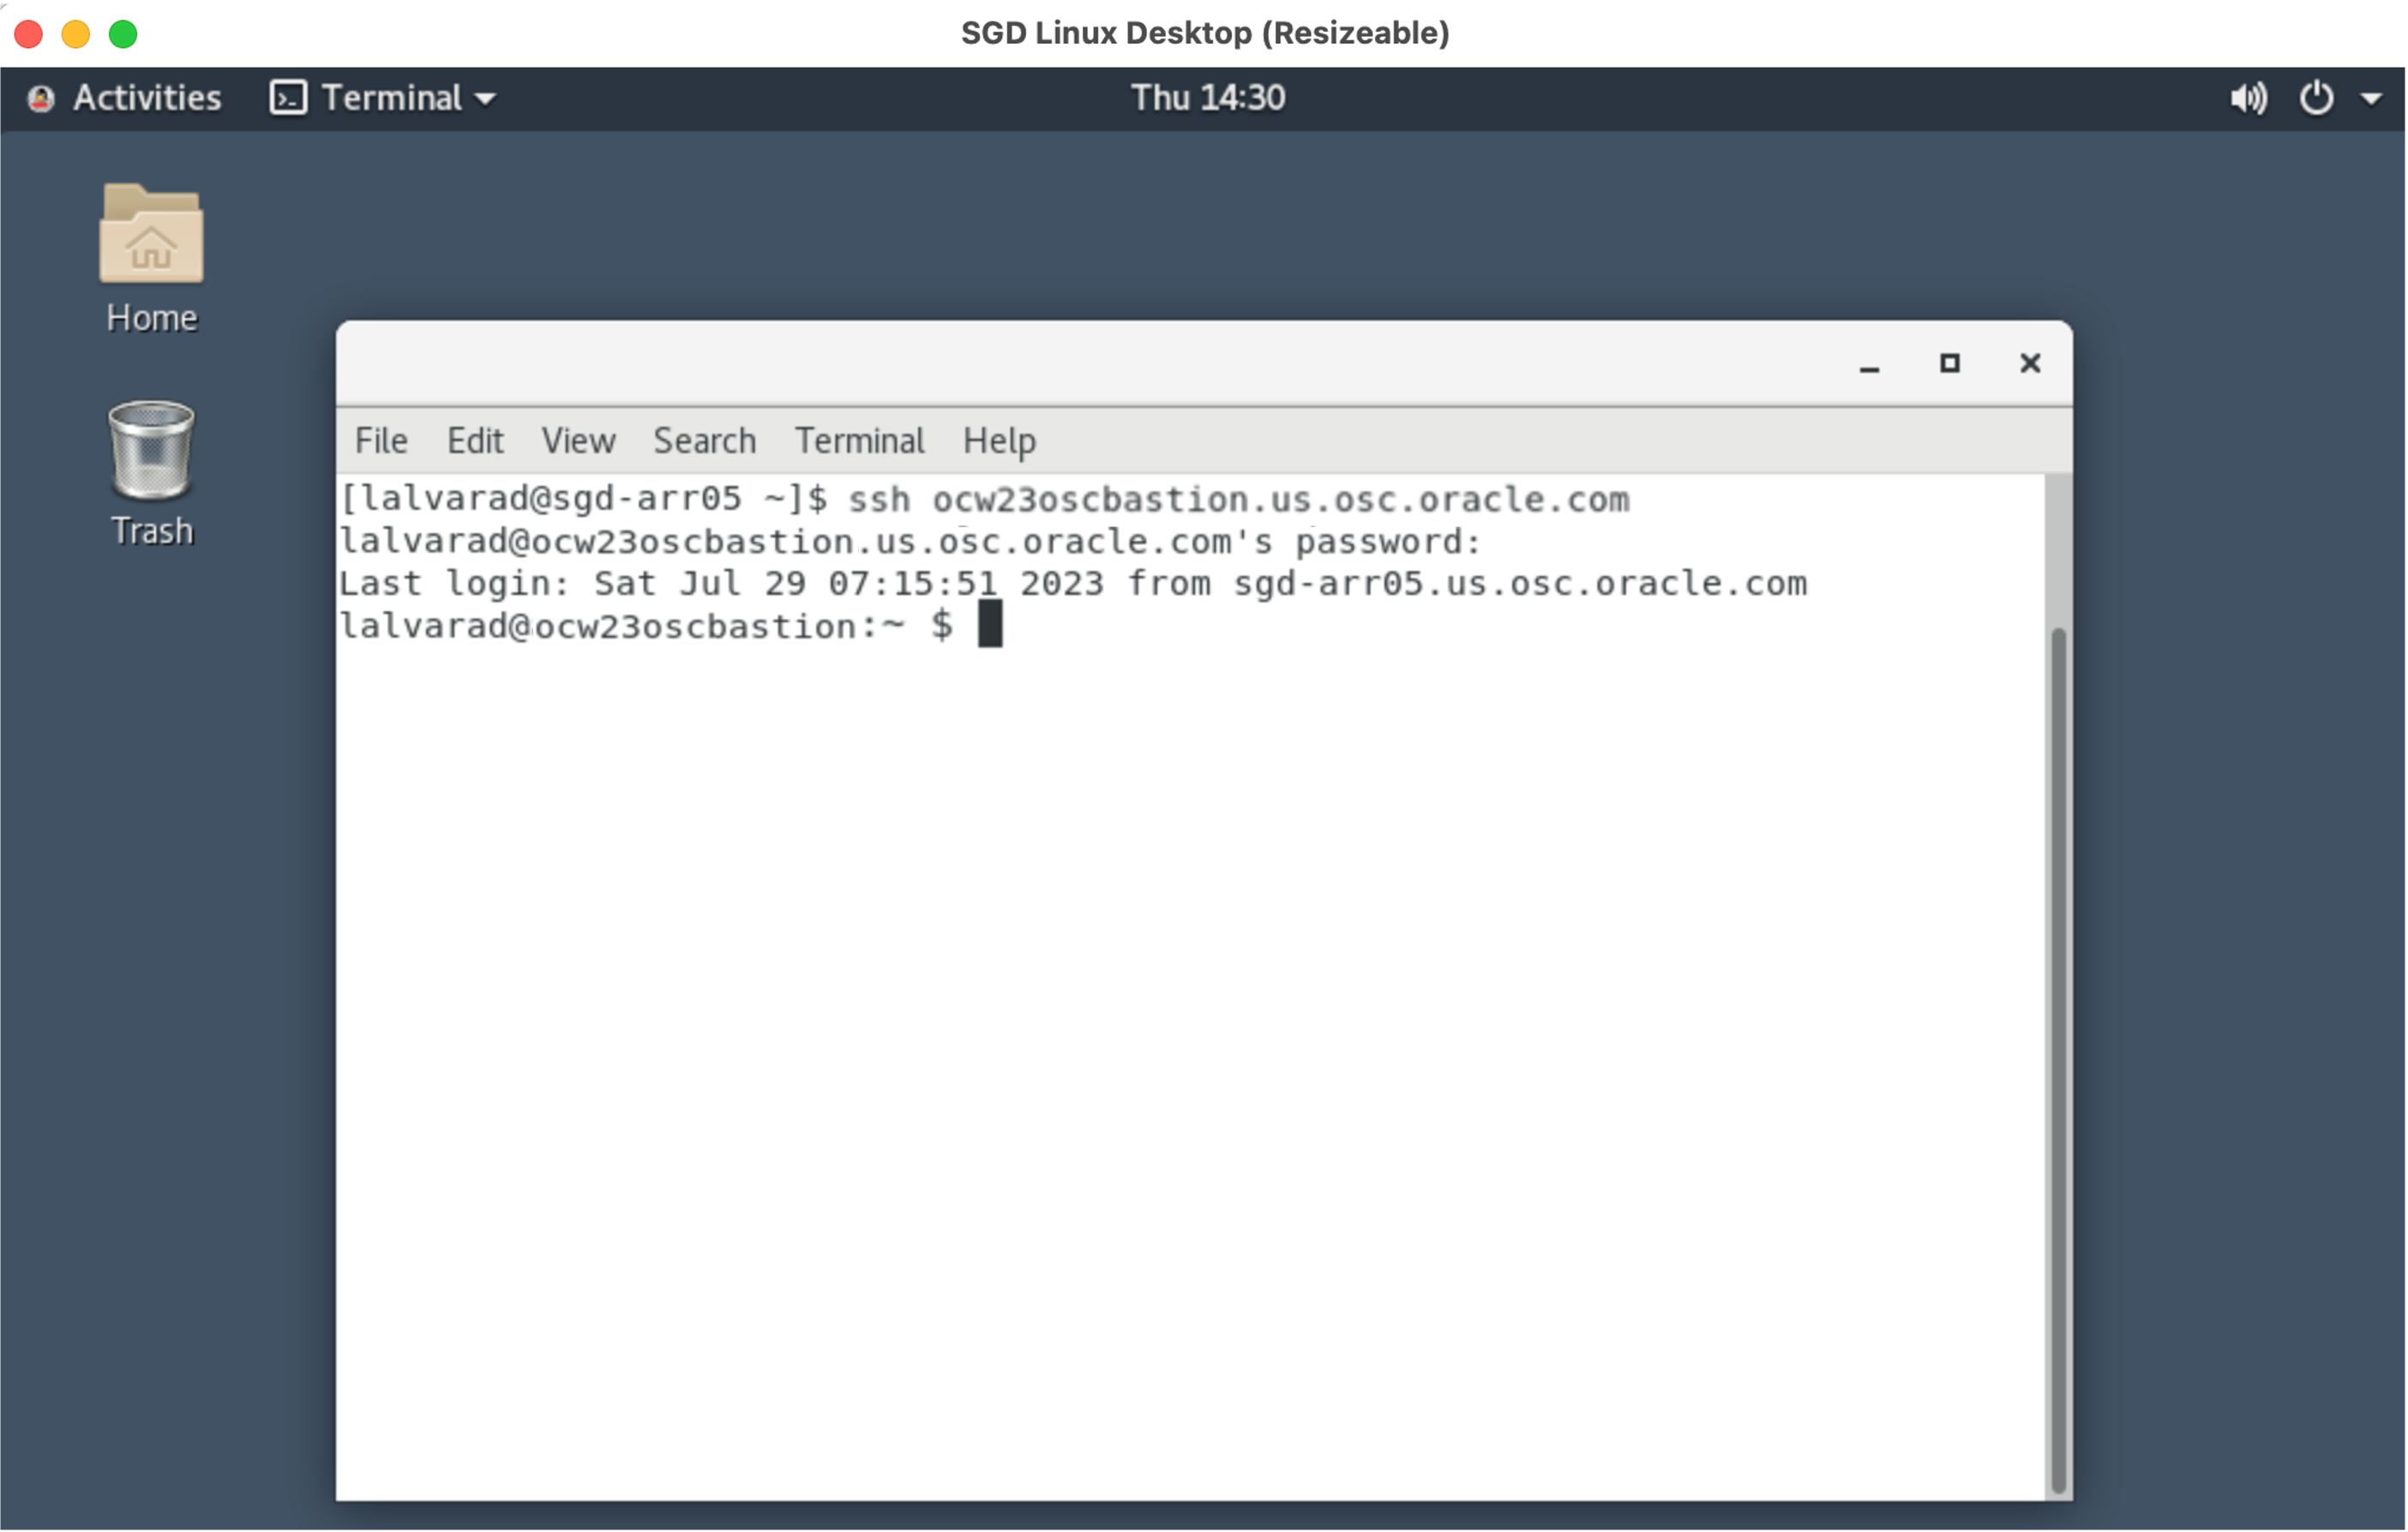 SGD Linux Desktop (Resizeable)
Activities Terminal Thu 14:30
Home
Trash
File Edit View Search Terminal Help
[lalvarad@sgd-arr05 ~]$ ssh ocw23oscbastion.us.osc.oracle.com
lalvarad@ocw23oscbastion.us.osc.oracle.com's password:
Last login: Sat Jul 29 07:15:51 2023 from sgd-arr05.us.osc.oracle.com
lalvarad@ocw23oscbastion:~ $